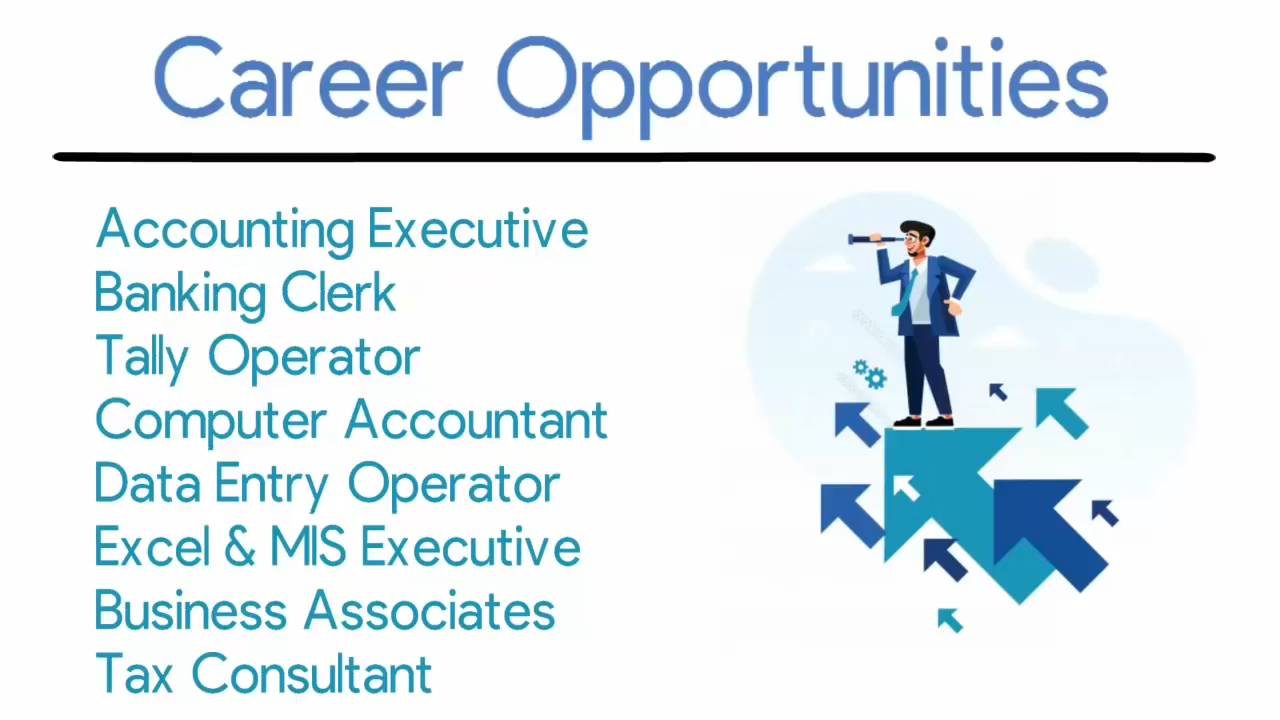 Career Opportunities
Accounting Executive
Banking Clerk
Tally Operator
Computer Accountant
Data Entry Operator
Excel & MIS Executive
Business Associates
Tax Consultant